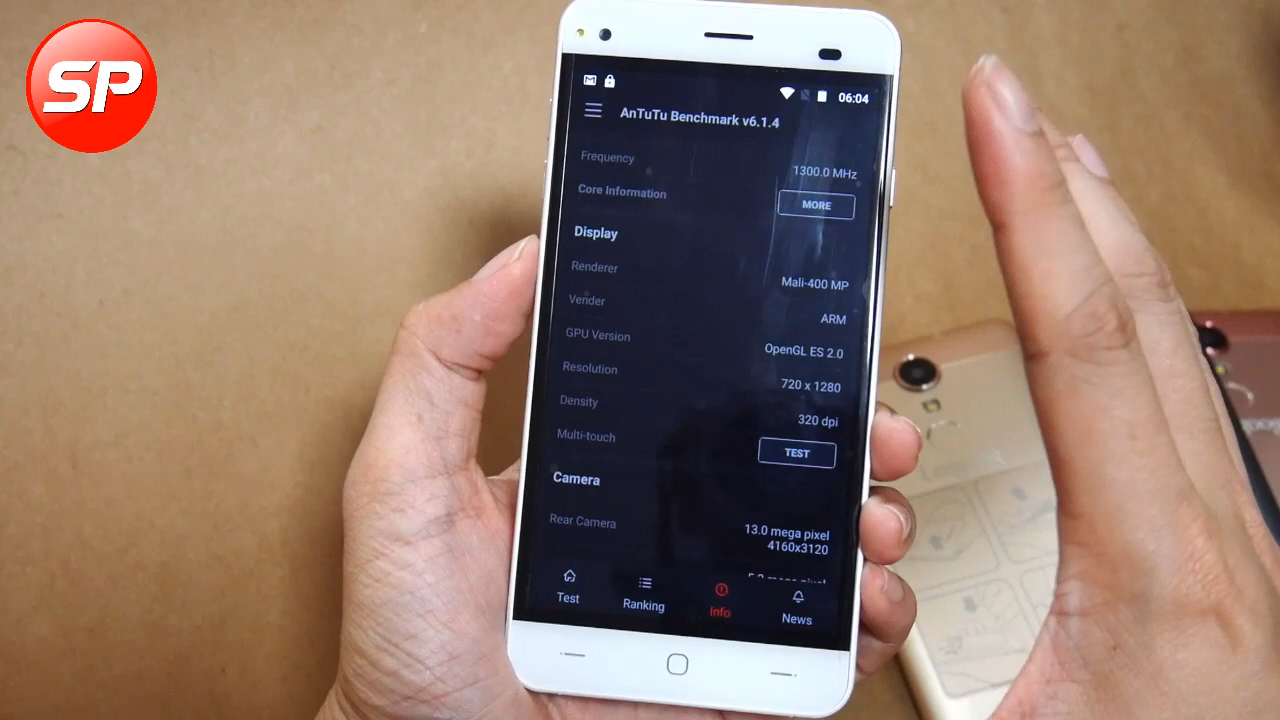 SP
06:04
AnTuTu Benchmark v6.1.4
Frequency
1300.0 MHz
Core Information
MORE
Display
Renderer
Mali-400 MP
Vender
ARM
GPU Version
OpenGL ES 2.0
Resolution
720 x 1280
Density
320 dpi
Multi-touch
TEST
Camera
Rear Camera
13.0 mega pixel
4160x3120
Test
Ranking
Info
News